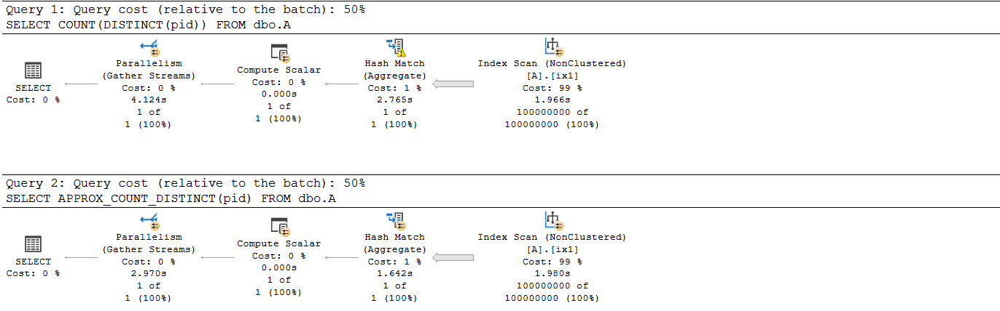 Query 1: Query cost (relative to the batch): 50%
SELECT COUNT(DISTINCT(pid)) FROM dbo.A
SELECT
Cost: 0 %
Parallelism
(Gather Streams)
Cost: 0 %
4.124s
1 of
1 (100%)
Compute Scalar
Cost: 0 %
0.000s
1 of
1 (100%)
Hash Match
(Aggregate)
Cost: 1 %
2.765s
1 of
1 (100%)
Index Scan (NonClustered)
[A].[ix1]
Cost: 99 %
1.966s
100000000 of
100000000 (100%)
Query 2: Query cost (relative to the batch): 50%
SELECT APPROX_COUNT_DISTINCT(pid) FROM dbo.A
SELECT
Cost: 0 %
Parallelism
(Gather Streams)
Cost: 0 %
2.970s
1 of
1 (100%)
Compute Scalar
Cost: 0 %
0.000s
1 of
1 (100%)
Hash Match
(Aggregate)
Cost: 1 %
1.642s
1 of
1 (100%)
Index Scan (NonClustered)
[A].[ix1]
Cost: 99 %
1.980s
100000000 of
100000000 (100%)